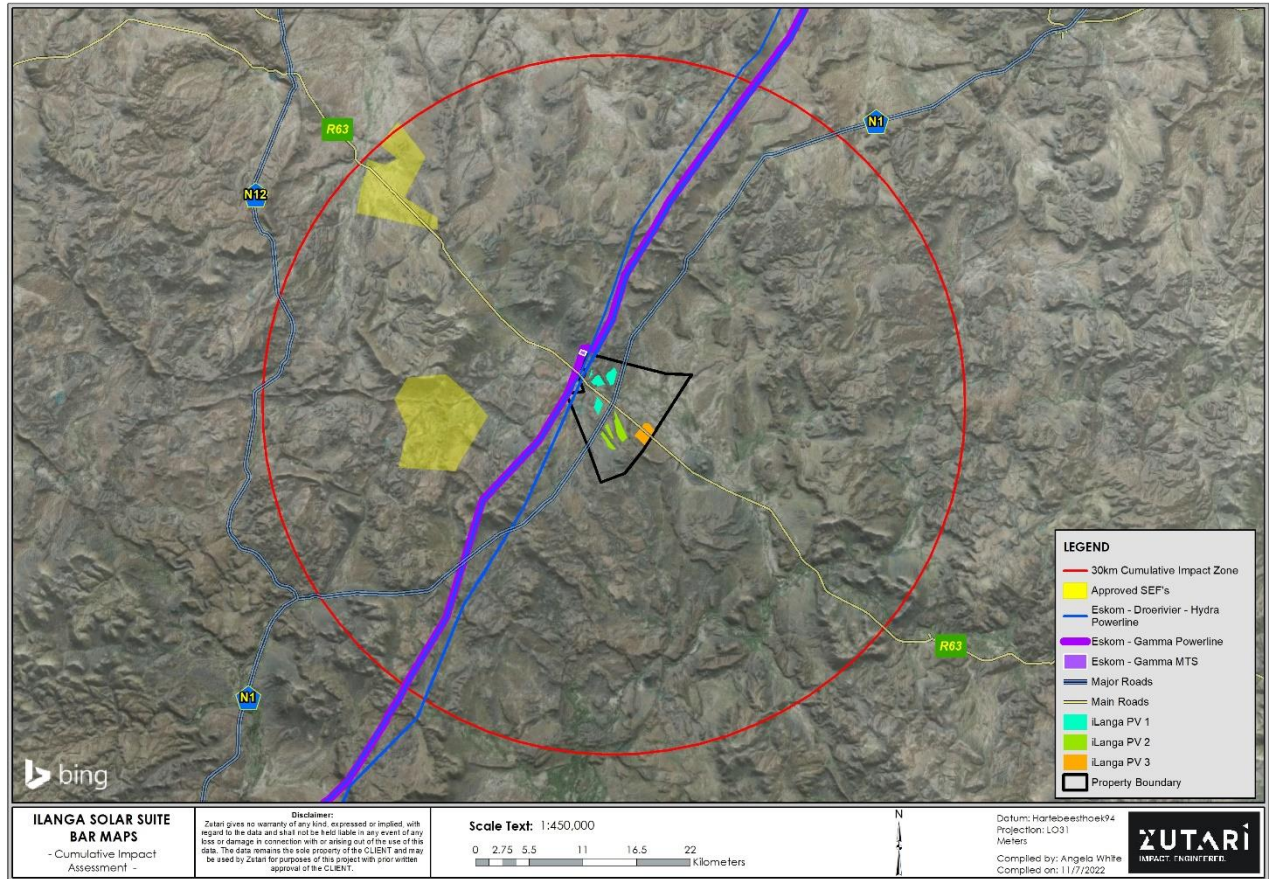 R63
N12
N1
R63
N1
bing
LEGEND
30km Cumulative Impact Zone
Approved SEF's
Eskom - Droerivier - Hydra
Powerline
Eskom - Gamma Powerline
Eskom - Gamma MTS
Major Roads
Main Roads
iLanga PV 1
iLanga PV 2
iLanga PV 3
Property Boundary
ILANGA SOLAR SUITE
BAR MAPS
- Cumulative Impact
Assessment -
Disclaimer:
Zutari gives no warranty of any kind, expressed or implied, with
regard to the data and shall not be held liable in any event of any
loss or damage in connection with or arising out of the use of this
data. The data remains the sole property of the CLIENT and may
be used by Zutari for purposes of this project with prior written
approval of the CLIENT.
Scale Text: 1:450,000
0 2.75 5.5 11 16.5 22
Kilometers
N
Datum: Hartebeesthoek94
Projection: LO31
Meters
Compiled by: Angela White
Compiled on: 11/7/2022
ZUTARI
IMPACT. ENGINEERED.